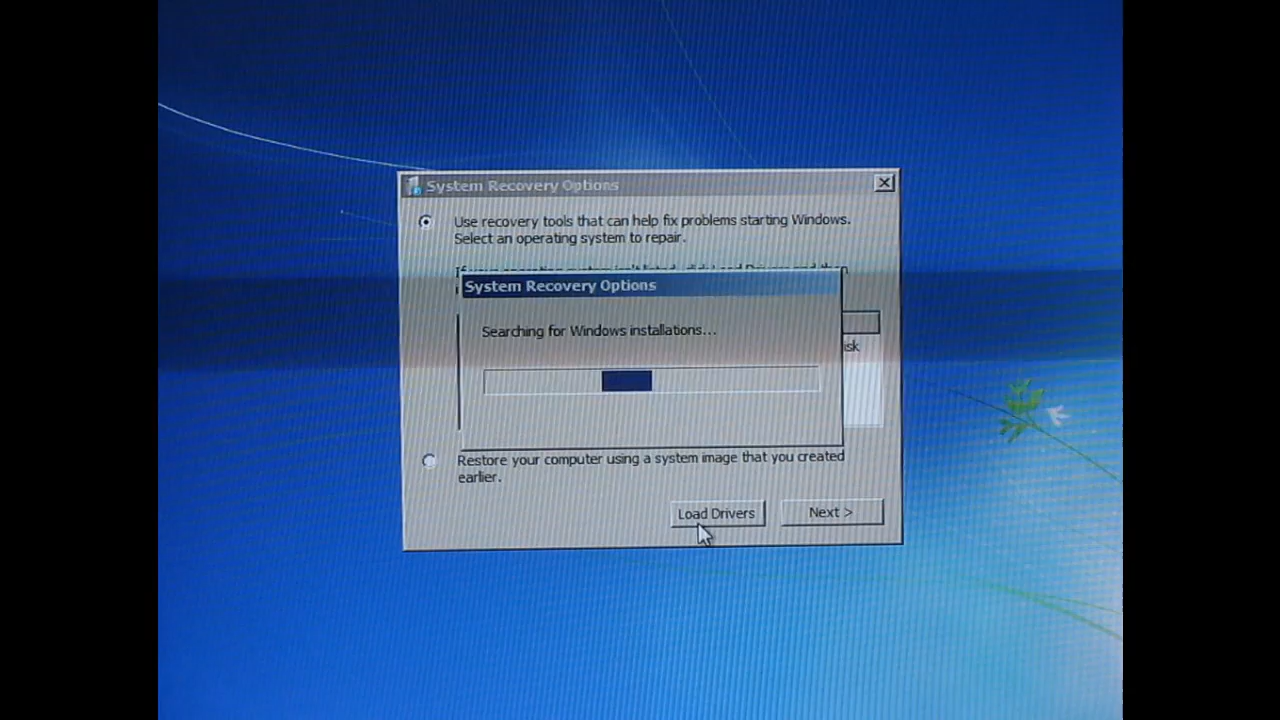 System Recovery Options
Use recovery tools that can help fix problems starting Windows.
Select an operating system to repair.
System Recovery Options
Searching for Windows installations...
isk
Restore your computer using a system image that you created
earlier.
Load Drivers
Next >